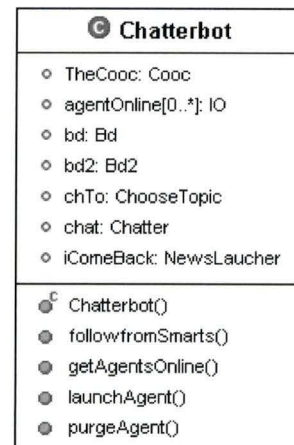 C Chatterbot
TheCooc: Cooc
agentOnline[0..*]: IO
bd: Bd
bd2: Bd2
chTo: ChooseTopic
chat: Chatter
iComeBack: NewsLaucher
C Chatterbot()
followfromSmarts()
getAgentsOnline()
launchAgent()
purgeAgent()